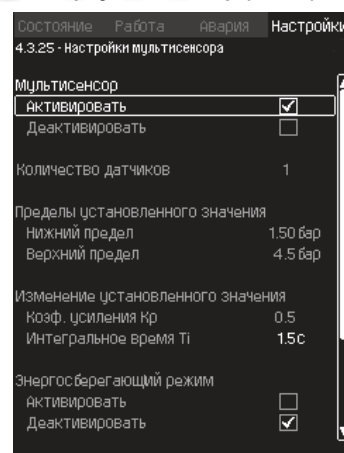 Состояние Работа Авария Настройки
4.3.25 - Настройки мультисенсора
Мультисенсор
Активировать
Деактивировать
Количество датчиков 1
Пределы установленного значения
Нижний предел 1.50 бар
Верхний предел 4.5 бар
Изменение установленного значения
Коэф. усиления Kp 0.5
Интегральное время Ti 1.5 с
Энергосберегающий режим
Активировать
Деактивировать